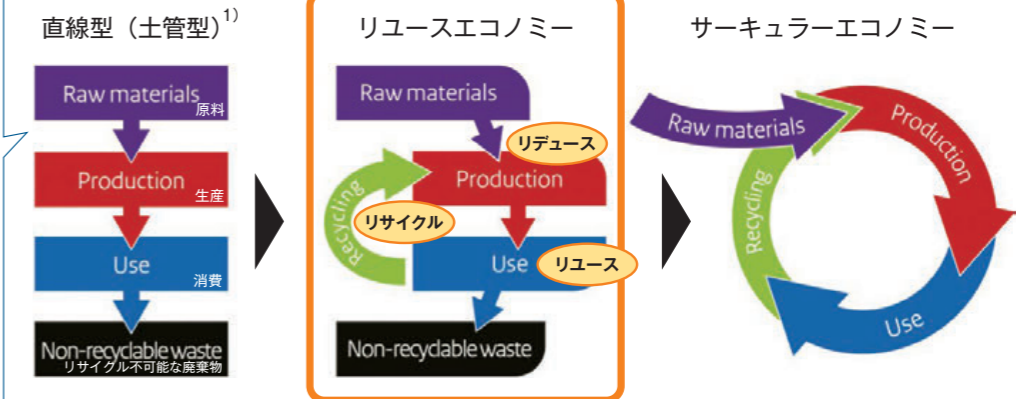 直線型（土管型）1)
Raw materials
原料
Production
生産
Use
消費
Non-recyclable waste
リサイクル不可能な廃棄物
リユースエコノミー
Raw materials
リデュース
Production
Recycling
リサイクル
Use
リユース
Non-recyclable waste
サーキュラーエコノミー
Raw materials
Production
Recycling
Use